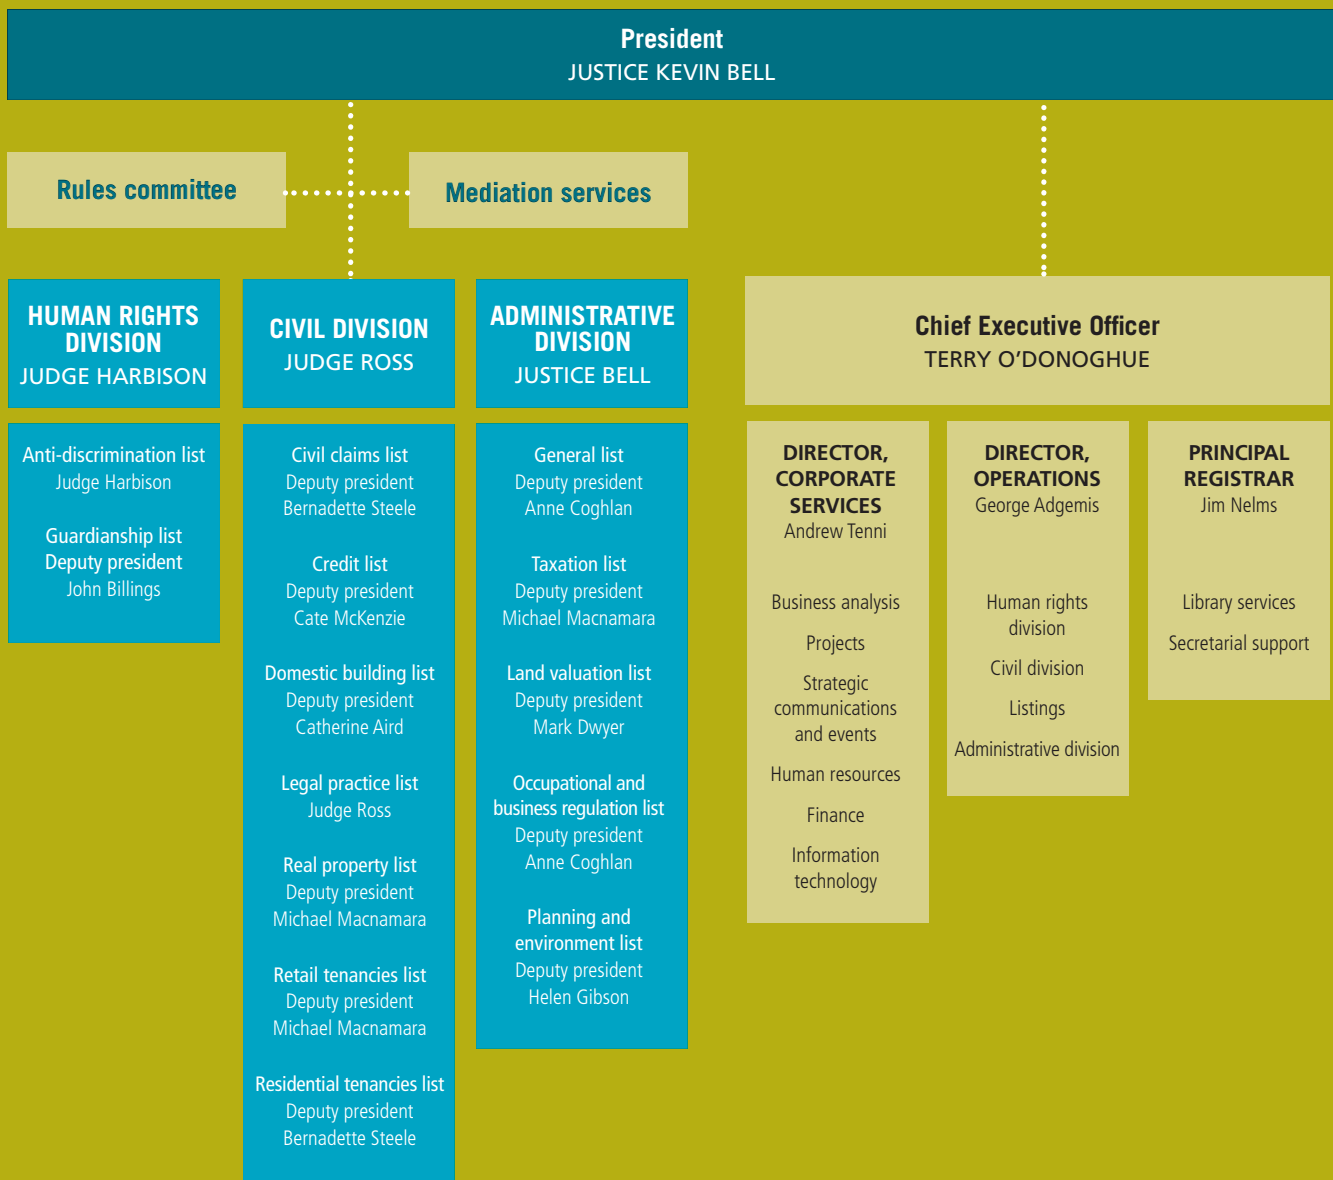 President
JUSTICE KEVIN BELL
Rules committee
Mediation services
HUMAN RIGHTS
DIVISION
JUDGE HARBISON
CIVIL DIVISION
JUDGE ROSS
ADMINISTRATIVE
DIVISION
JUSTICE BELL
Chief Executive Officer
TERRY O'DONOGHUE
Anti-discrimination list
Judge Harbison
Guardianship list
Deputy president
John Billings
Civil claims list
Deputy president
Bernadette Steele
Credit list
Deputy president
Cate McKenzie
Domestic building list
Deputy president
Catherine Aird
Legal practice list
Judge Ross
Real property list
Deputy president
Michael Macnamara
Retail tenancies list
Deputy president
Michael Macnamara
Residential tenancies list
Deputy president
Bernadette Steele
General list
Deputy president
Anne Coghlan
Taxation list
Deputy president
Michael Macnamara
Land valuation list
Deputy president
Mark Dwyer
Occupational and
business regulation list
Deputy president
Anne Coghlan
Planning and
environment list
Deputy president
Helen Gibson
DIRECTOR,
CORPORATE
SERVICES
Andrew Tenni
Business analysis
Projects
Strategic
communications
and events
Human resources
Finance
Information
technology
DIRECTOR,
OPERATIONS
George Adgemis
Human rights
division
Civil division
Listings
Administrative division
PRINCIPAL
REGISTRAR
Jim Nelms
Library services
Secretarial support